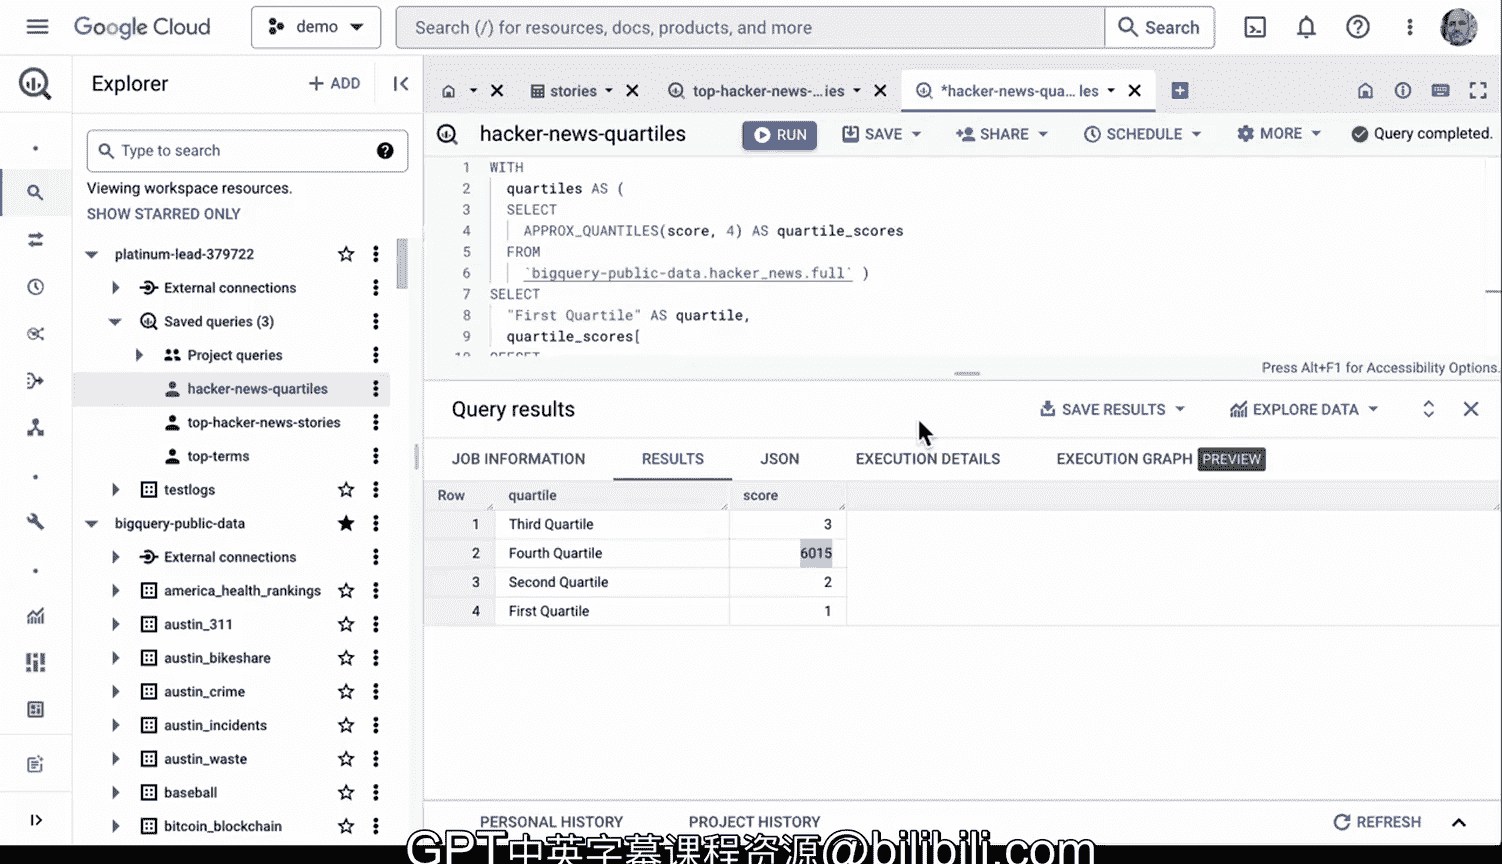 Google Cloud
demo
Search (/) for resources, docs, products, and more
Search
Explorer
+ ADD
stories
top-hacker-news-...ies
*hacker-news-qua... les
Type to search
Viewing workspace resources.
SHOW STARRED ONLY
platinum-lead-379722
External connections
Saved queries (3)
Project queries
hacker-news-quartiles
top-hacker-news-stories
top-terms
testlogs
bigquery-public-data
External connections
america_health_rankings
austin_311
austin_bikeshare
austin_crime
austin_incidents
austin_waste
baseball
bitcoin_blockchain
hacker-news-quartiles
RUN
SAVE
SHARE
SCHEDULE
MORE
Query completed.
1 WITH
2 quartiles AS (
3 SELECT
4 APPROX_QUANTILES(score, 4) AS quartile_scores
5 FROM
6 `bigquery-public-data.hacker_news.full` )
7 SELECT
8 "First Quartile" AS quartile,
9 quartile_scores[
10 OFFSET
Press Alt+F1 for Accessibility Options.
Query results
SAVE RESULTS
EXPLORE DATA
JOB INFORMATION
RESULTS
JSON
EXECUTION DETAILS
EXECUTION GRAPH PREVIEW
Row quartile score
1 Third Quartile 3
2 Fourth Quartile 6015
3 Second Quartile 2
4 First Quartile 1
PERSONAL HISTORY
PROJECT HISTORY
REFRESH
GPT中英字幕课程资源@bilibili.com